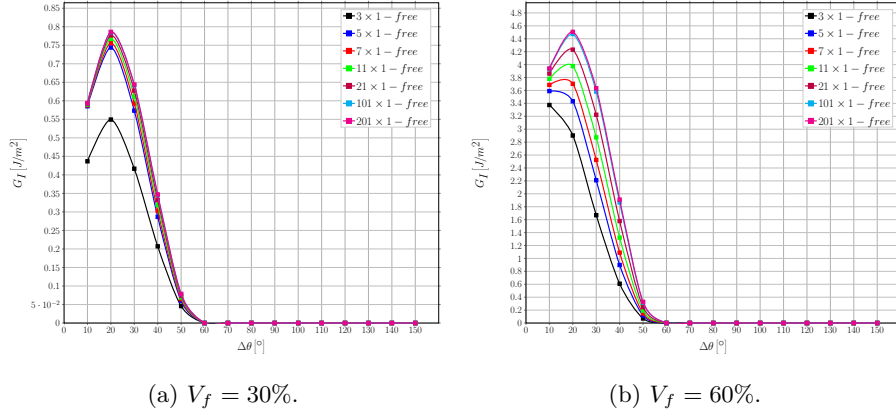 0.85
0.8
0.75
0.7
0.65
0.6
0.55
0.5
0.45
0.4
0.35
0.3
0.25
0.2
0.15
0.1
5 · 10⁻²
0
G_I [J/m²]
10 20 30 40 50 60 70 80 90 100 110 120 130 140 150
Δθ [°]
3 × 1 − free
5 × 1 − free
7 × 1 − free
11 × 1 − free
21 × 1 − free
101 × 1 − free
201 × 1 − free
(a) V_f = 30%.
4.8
4.6
4.4
4.2
4
3.8
3.6
3.4
3.2
3
2.8
2.6
2.4
2.2
2
1.8
1.6
1.4
1.2
1
0.8
0.6
0.4
0.2
0
G_I [J/m²]
10 20 30 40 50 60 70 80 90 100 110 120 130 140 150
Δθ [°]
3 × 1 − free
5 × 1 − free
7 × 1 − free
11 × 1 − free
21 × 1 − free
101 × 1 − free
201 × 1 − free
(b) V_f = 60%.